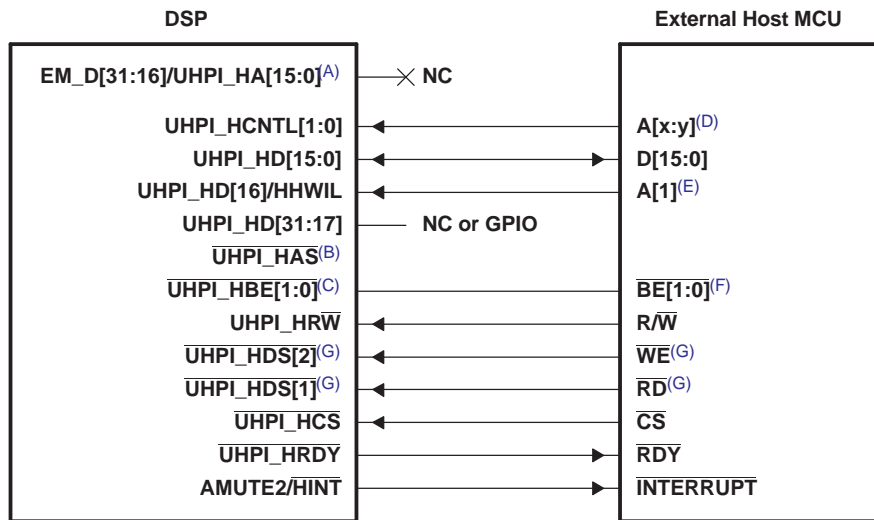 DSP External Host MCU
EM_D[31:16]/UHPI_HA[15:0](A) NC
UHPI_HCNTL[1:0] A[x:y](D)
UHPI_HD[15:0] D[15:0]
UHPI_HD[16]/HHWIL A[1](E)
UHPI_HD[31:17] NC or GPIO
UHPI_HAS(B)
UHPI_HBE[1:0](C) BE[1:0](F)
UHPI_HRW R/W
UHPI_HDS[2](G) WE(G)
UHPI_HDS[1](G) RD(G)
UHPI_HCS CS
UHPI_HRDY RDY
AMUTE2/HINT INTERRUPT